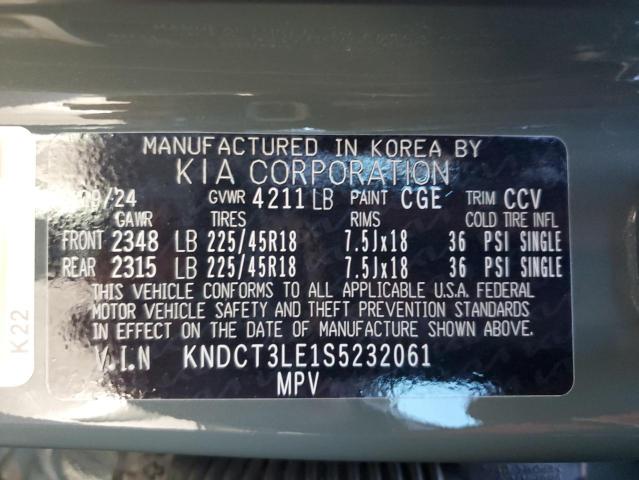 MANUFACTURED IN KOREA BY
KIA CORPORATION
9/24 GVWR 4211 LB PAINT CGE TRIM CCV
GAWR TIRES RIMS COLD TIRE INFL
FRONT 2348 LB 225/45R18 7.5Jx18 36 PSI SINGLE
REAR 2315 LB 225/45R18 7.5Jx18 36 PSI SINGLE
THIS VEHICLE CONFORMS TO ALL APPLICABLE U.S.A. FEDERAL
MOTOR VEHICLE SAFETY AND THEFT PREVENTION STANDARDS
IN EFFECT ON THE DATE OF MANUFACTURE SHOWN ABOVE.
V.I.N KNDCT3LE1S5232061
MPV
K22